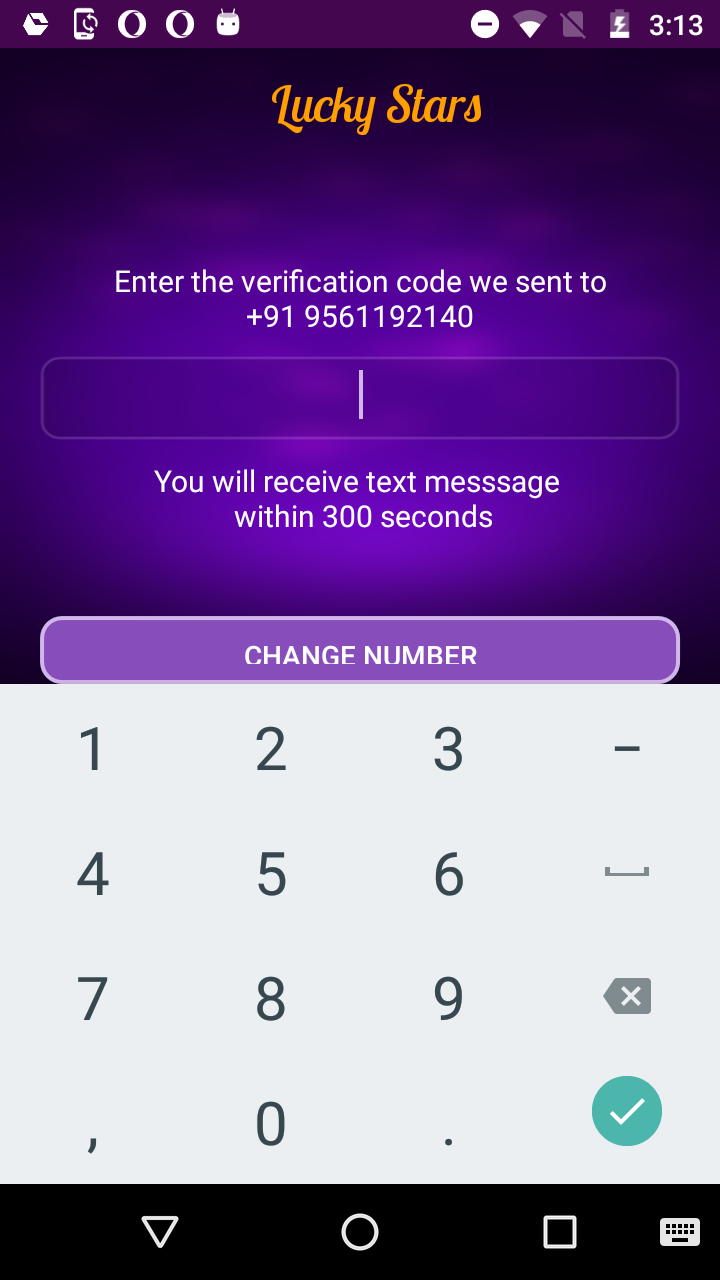 3:13
Lucky Stars
Enter the verification code we sent to
+91 9561192140
You will receive text messsage
within 300 seconds
CHANGE NUMBER
1 2 3 –
4 5 6
7 8 9
, 0 .